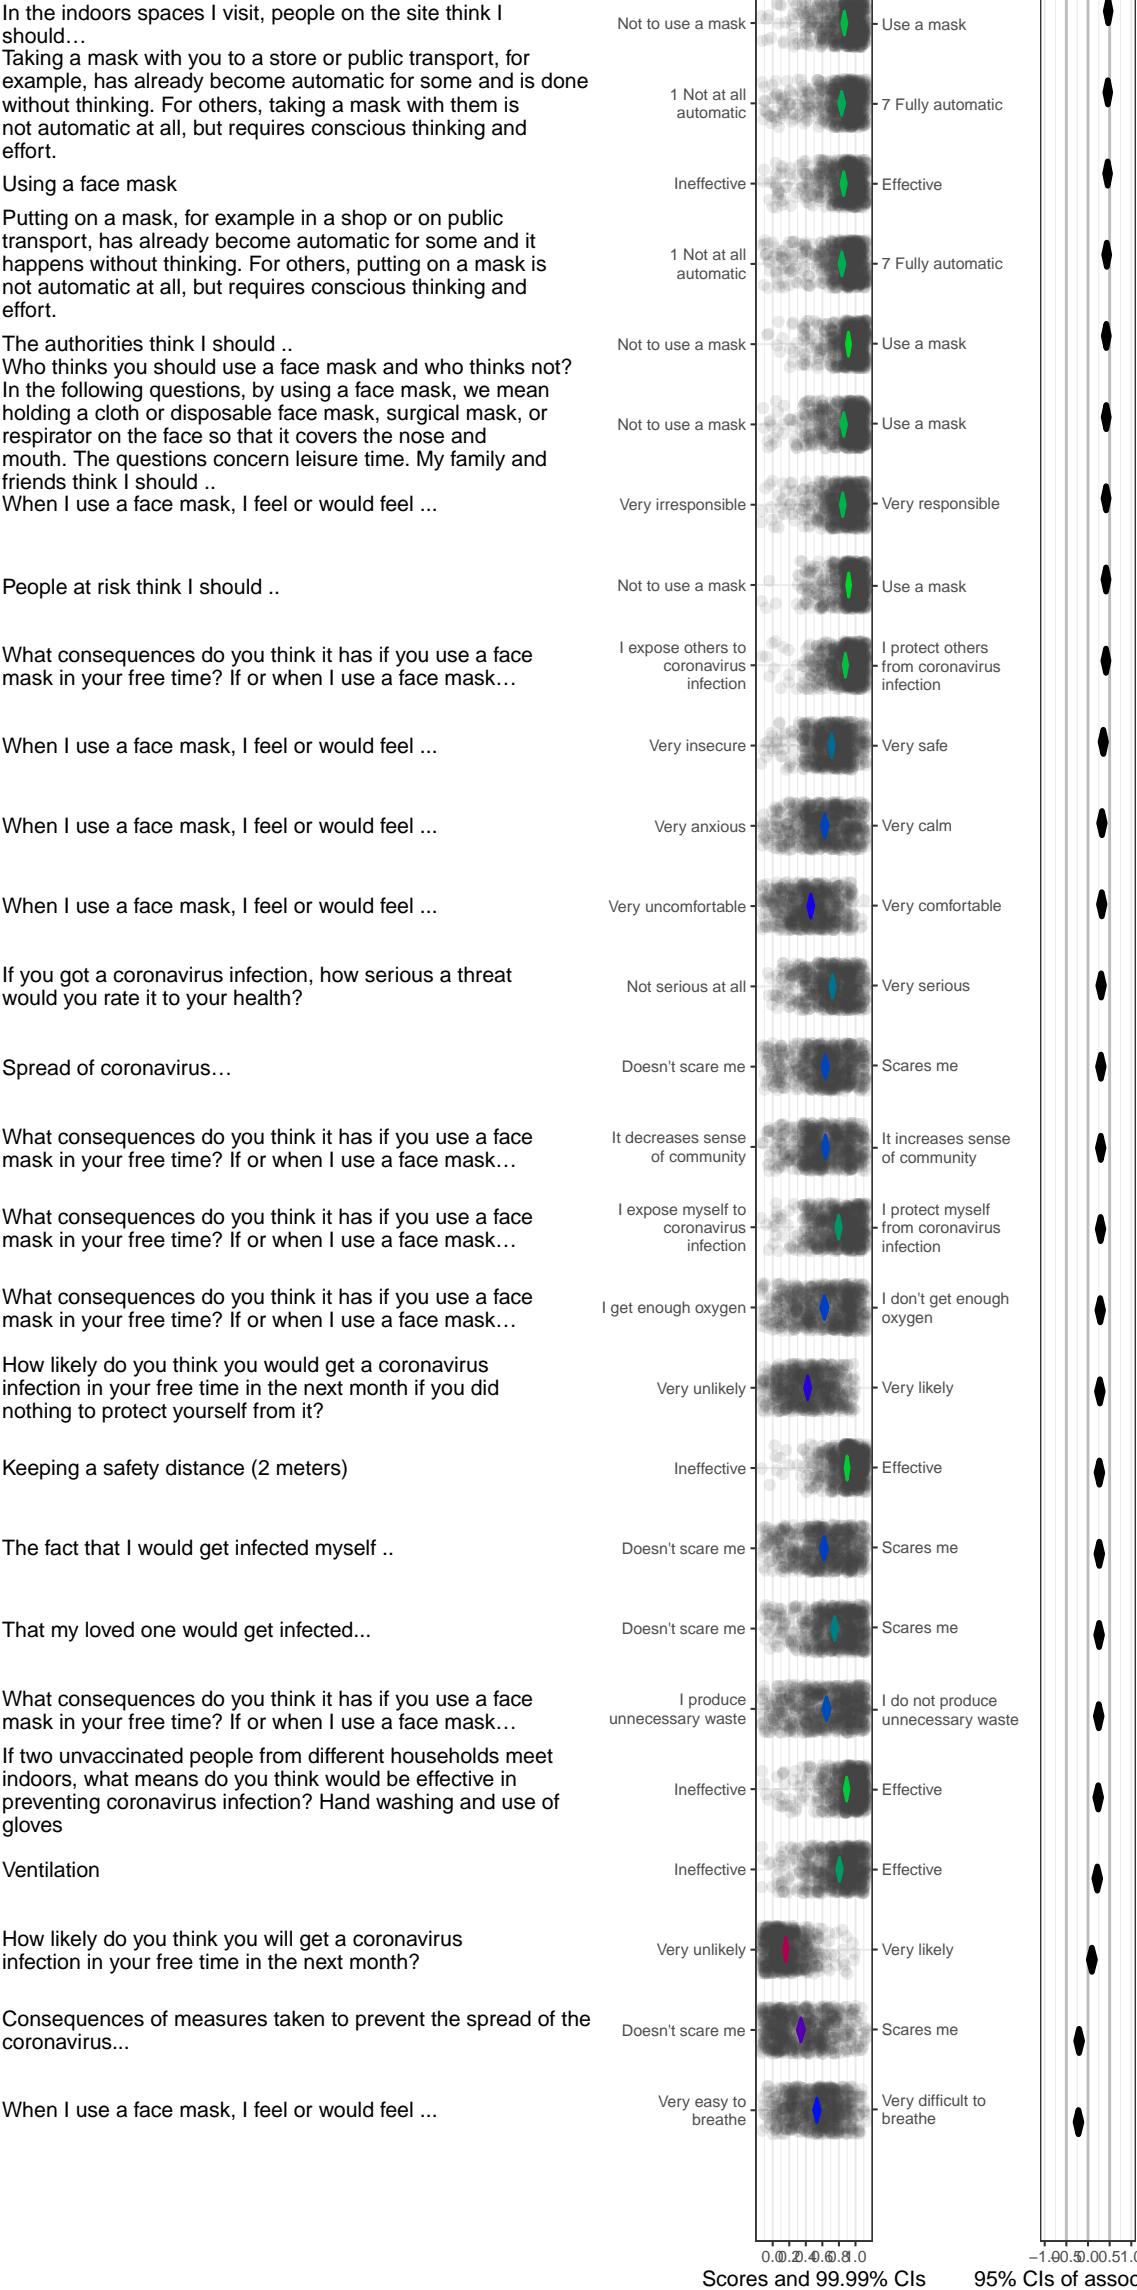 In the indoors spaces I visit, people on the site think I
should…
Not to use a mask
Use a mask
Taking a mask with you to a store or public transport, for
example, has already become automatic for some and is done
without thinking. For others, taking a mask with them is
not automatic at all, but requires conscious thinking and
effort.
1 Not at all
automatic
7 Fully automatic
Using a face mask
Ineffective
Effective
Putting on a mask, for example in a shop or on public
transport, has already become automatic for some and it
happens without thinking. For others, putting on a mask is
not automatic at all, but requires conscious thinking and
effort.
1 Not at all
automatic
7 Fully automatic
The authorities think I should ..
Not to use a mask
Use a mask
Who thinks you should use a face mask and who thinks not?
In the following questions, by using a face mask, we mean
holding a cloth or disposable face mask, surgical mask, or
respirator on the face so that it covers the nose and
mouth. The questions concern leisure time. My family and
friends think I should ..
Not to use a mask
Use a mask
When I use a face mask, I feel or would feel ...
Very irresponsible
Very responsible
People at risk think I should ..
Not to use a mask
Use a mask
What consequences do you think it has if you use a face
mask in your free time? If or when I use a face mask…
I expose others to
coronavirus
infection
I protect others
from coronavirus
infection
When I use a face mask, I feel or would feel ...
Very insecure
Very safe
When I use a face mask, I feel or would feel ...
Very anxious
Very calm
When I use a face mask, I feel or would feel ...
Very uncomfortable
Very comfortable
If you got a coronavirus infection, how serious a threat
would you rate it to your health?
Not serious at all
Very serious
Spread of coronavirus…
Doesn't scare me
Scares me
What consequences do you think it has if you use a face
mask in your free time? If or when I use a face mask…
It decreases sense
of community
It increases sense
of community
What consequences do you think it has if you use a face
mask in your free time? If or when I use a face mask…
I expose myself to
coronavirus
infection
I protect myself
from coronavirus
infection
What consequences do you think it has if you use a face
mask in your free time? If or when I use a face mask…
I get enough oxygen
I don't get enough
oxygen
How likely do you think you would get a coronavirus
infection in your free time in the next month if you did
nothing to protect yourself from it?
Very unlikely
Very likely
Keeping a safety distance (2 meters)
Ineffective
Effective
The fact that I would get infected myself ..
Doesn't scare me
Scares me
That my loved one would get infected...
Doesn't scare me
Scares me
What consequences do you think it has if you use a face
mask in your free time? If or when I use a face mask…
I produce
unnecessary waste
I do not produce
unnecessary waste
If two unvaccinated people from different households meet
indoors, what means do you think would be effective in
preventing coronavirus infection? Hand washing and use of
gloves
Ineffective
Effective
Ventilation
Ineffective
Effective
How likely do you think you will get a coronavirus
infection in your free time in the next month?
Very unlikely
Very likely
Consequences of measures taken to prevent the spread of the
coronavirus...
Doesn't scare me
Scares me
When I use a face mask, I feel or would feel ...
Very easy to
breathe
Very difficult to
breathe
0.0 0.2 0.4 0.6 0.8 1.0
−1.0 −0.5 0.0 0.5 1.0
Scores and 99.99% CIs
95% CIs of assoc